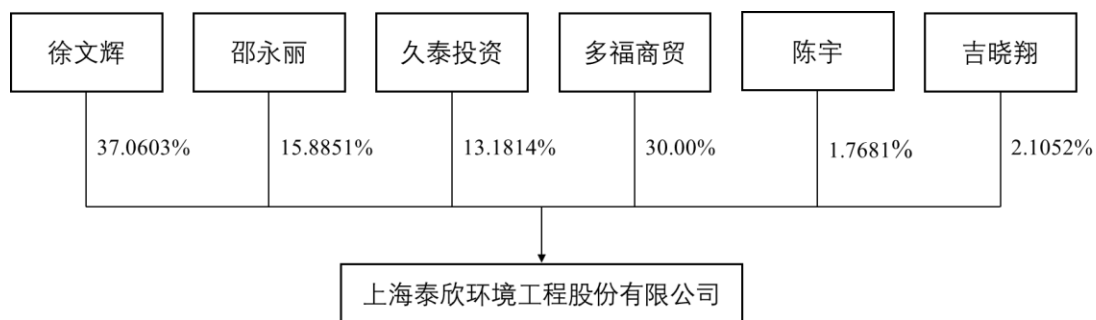 徐文辉 邵永丽 久泰投资 多福商贸 陈宇 吉晓翔
37.0603% 15.8851% 13.1814% 30.00% 1.7681% 2.1052%
上海泰欣环境工程股份有限公司